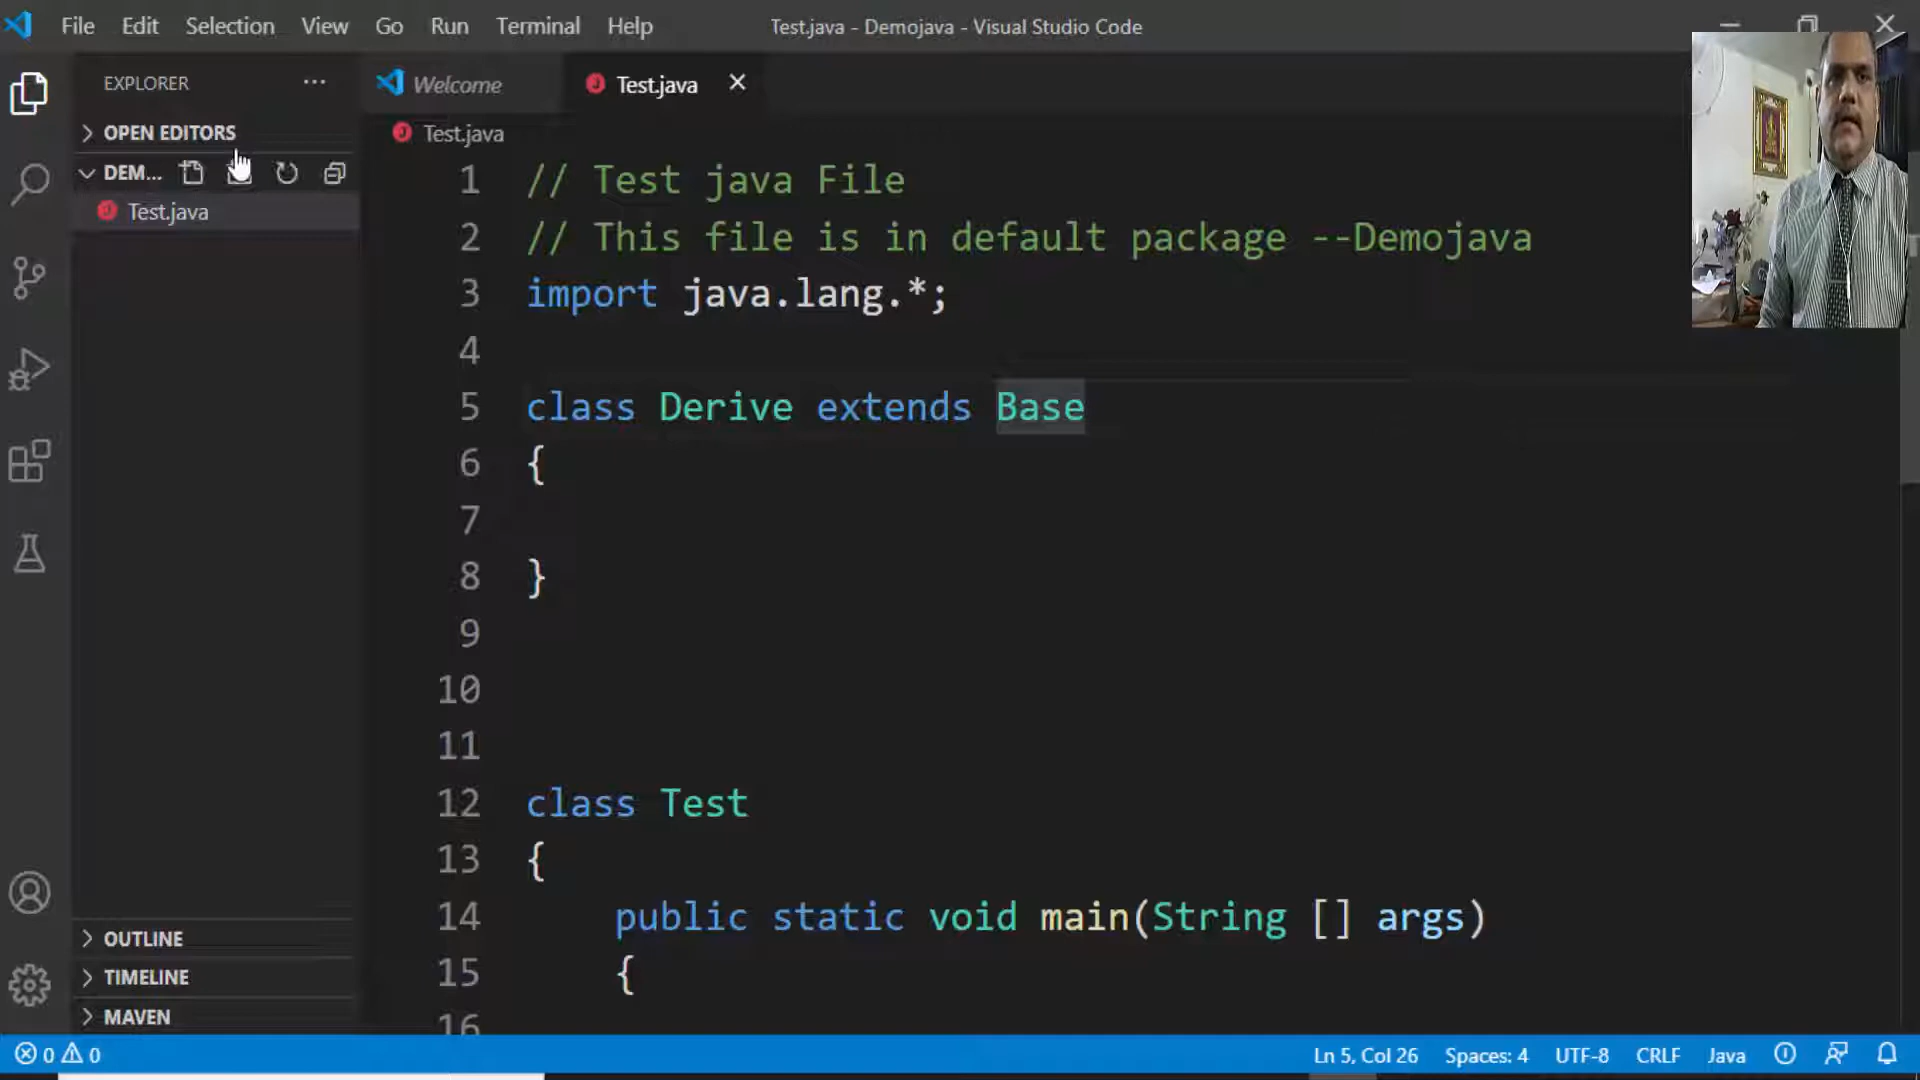 File Edit Selection View Go Run Terminal Help Test.java - Demojava - Visual Studio Code
EXPLORER
OPEN EDITORS
DEM...
Test.java
OUTLINE
TIMELINE
MAVEN
Welcome Test.java
Test.java
1 // Test java File
2 // This file is in default package --Demojava
3 import java.lang.*;
4
5 class Derive extends Base
6 {
7
8 }
9
10
11
12 class Test
13 {
14 public static void main(String [] args)
15 {
16
0 0 Ln 5, Col 26 Spaces: 4 UTF-8 CRLF Java